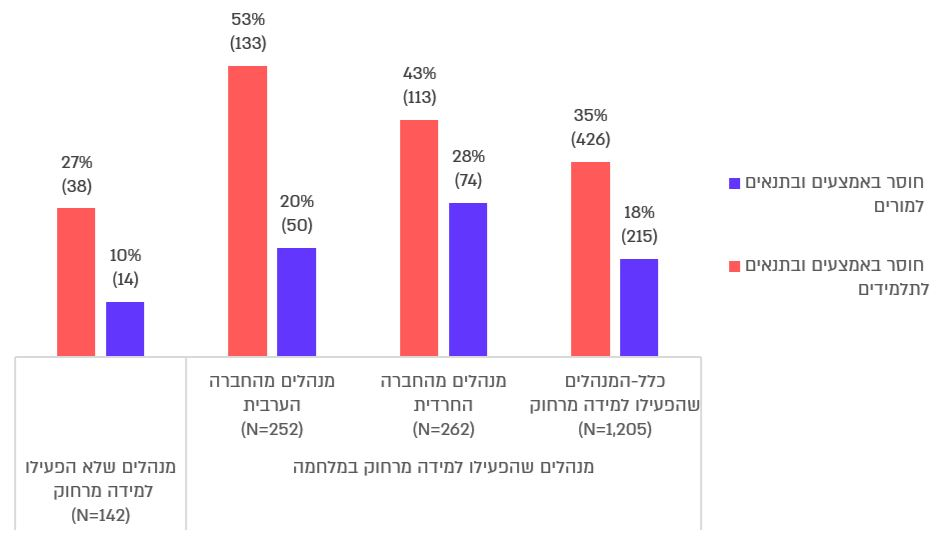 53%
(133)
43%
(113)
35%
(426)
27%
(38)
28%
(74)
20%
(50)
18%
(215)
10%
(14)
חוסר באמצעים ובתנאים
למורים
חוסר באמצעים ובתנאים
לתלמידים
כלל-המנהלים
שהפעילו למידה מרחוק
(N=1,205)
מנהלים מהחברה
החרדית
(N=262)
מנהלים מהחברה
הערבית
(N=252)
מנהלים שהפעילו למידה מרחוק במלחמה
מנהלים שלא הפעילו
למידה מרחוק
(N=142)